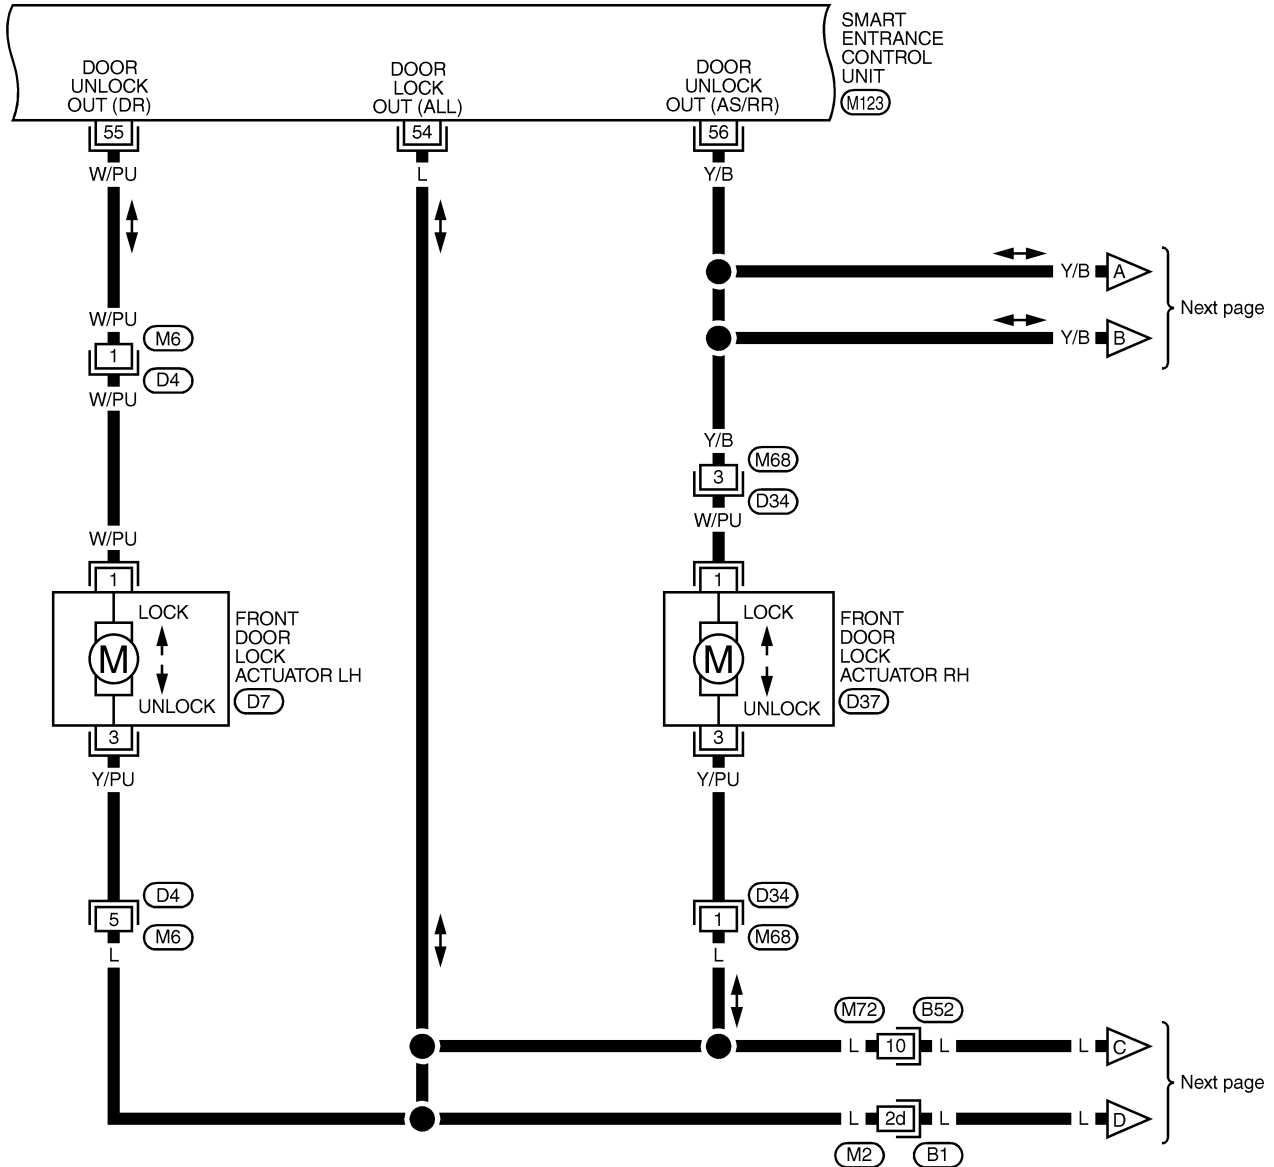 SMART
ENTRANCE
CONTROL
UNIT
M123
DOOR
UNLOCK
OUT (DR)
DOOR
LOCK
OUT (ALL)
DOOR
UNLOCK
OUT (AS/RR)
55
54
56
W/PU
L
Y/B
Y/B
A
Next page
W/PU
M6
1
D4
W/PU
Y/B
B
Y/B
M68
3
D34
W/PU
W/PU
1
1
LOCK
M
UNLOCK
FRONT
DOOR
LOCK
ACTUATOR LH
D7
LOCK
M
UNLOCK
FRONT
DOOR
LOCK
ACTUATOR RH
D37
3
3
Y/PU
Y/PU
D4
5
M6
L
D34
1
M68
L
M72
B52
L
10
L
L
C
Next page
L
2d
L
L
D
M2
B1